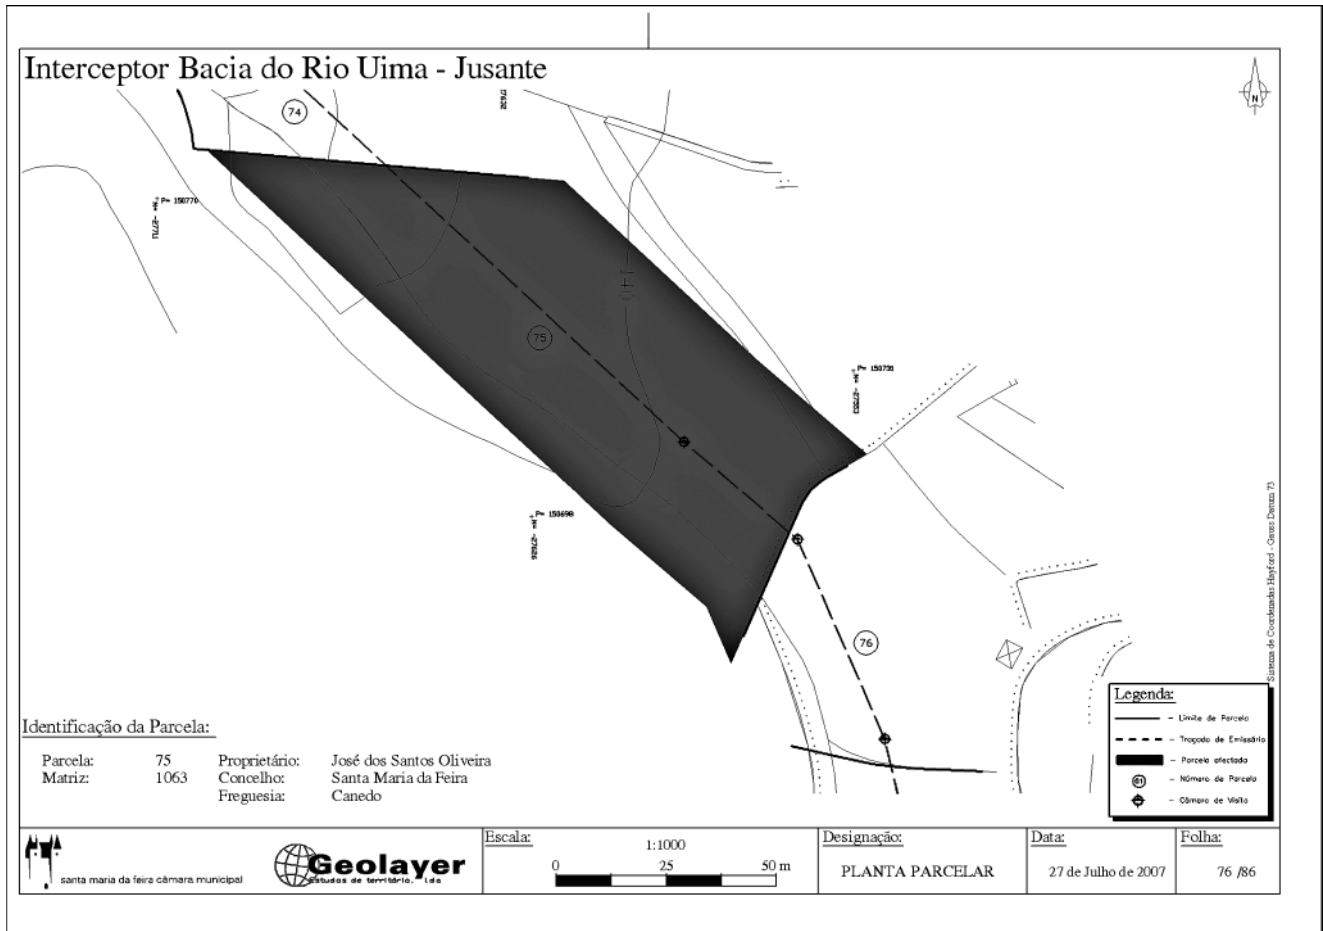 Interceptor Bacia do Rio Uima - Jusante
N
74
P= 150770
75
P= 150698
76
Sistema de Coordenadas Hayford - Gauss Datum 73
Legenda:
- Limite de Parcela
- Traçado de Emissário
- Parcela afectada
- Número de Parcela
- Câmara de Visita
Identificação da Parcela:
Parcela: 75 Proprietário: José dos Santos Oliveira
Matriz: 1063 Concelho: Santa Maria da Feira
Freguesia: Canedo
santa maria da feira câmara municipal
Geolayer
Estudos de território, lda
Escala:
1:1000
0 25 50 m
Designação:
PLANTA PARCELAR
Data:
27 de Julho de 2007
Folha:
76 /86